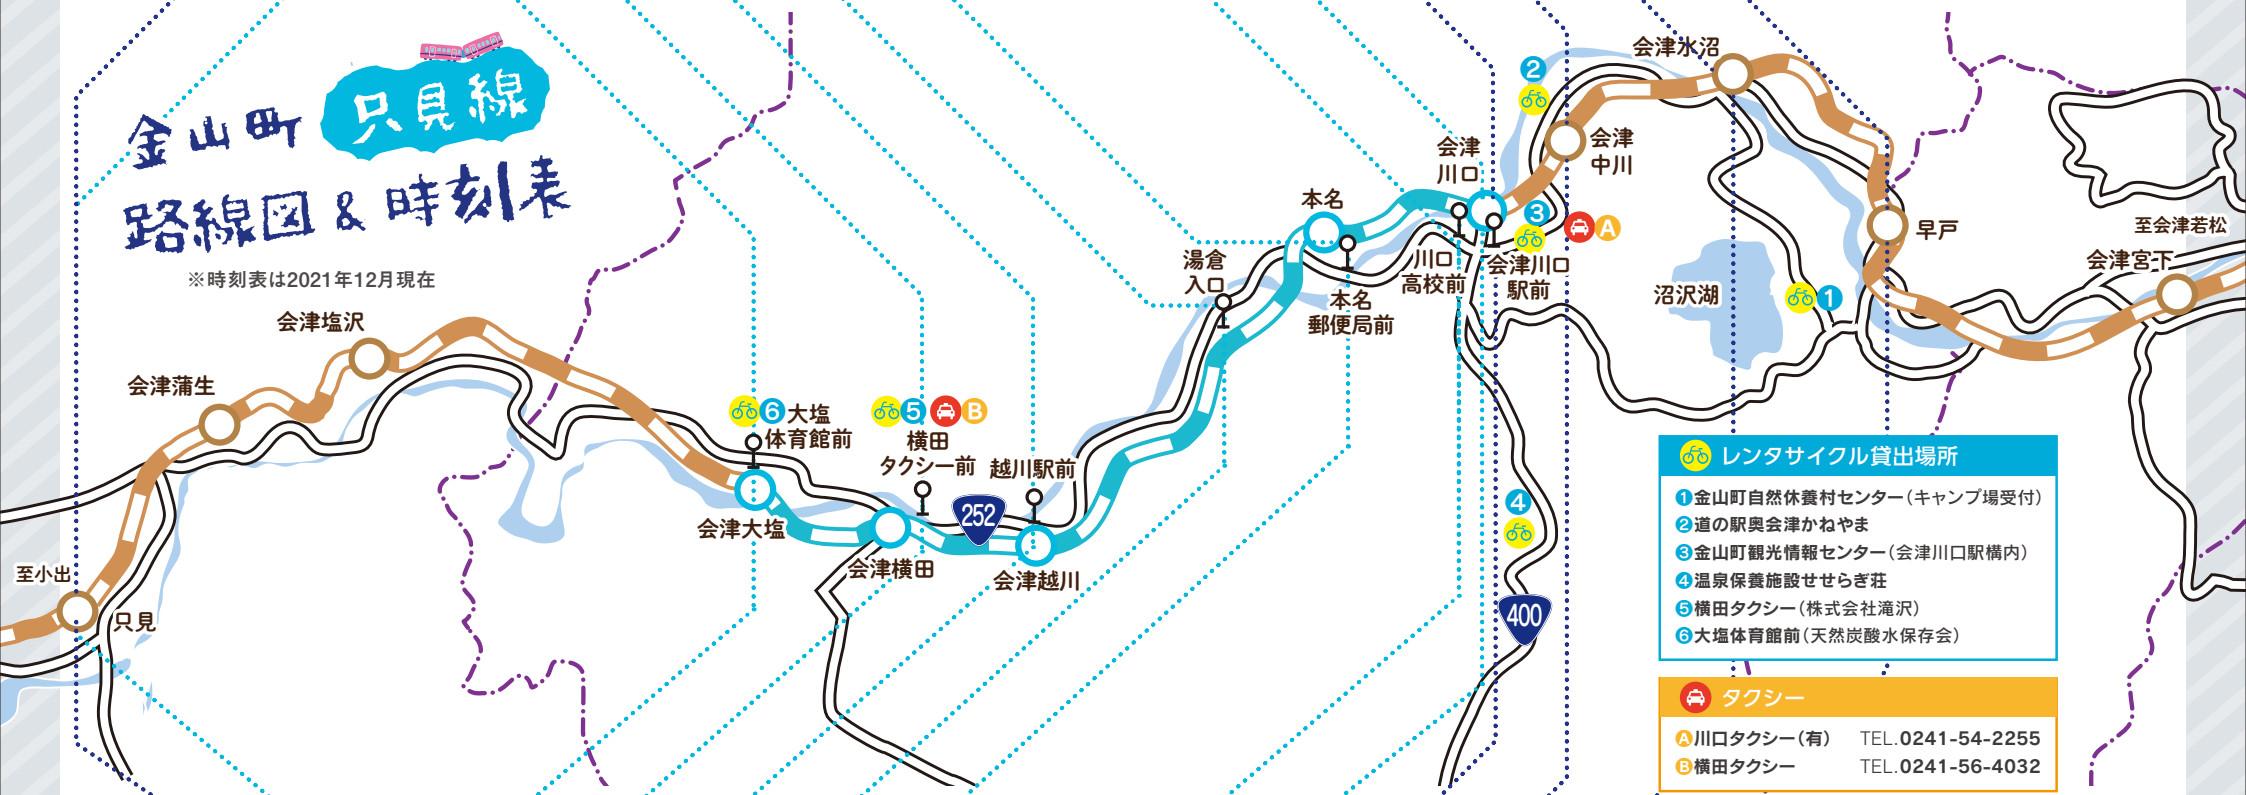 金山町 只見線
路線図 & 時刻表
※時刻表は2021年12月現在
至小出
只見
会津蒲生
会津塩沢
会津大塩
6 大塩
体育館前
5 B
横田
タクシー前
会津横田
252
越川駅前
会津越川
湯倉
入口
本名
本名
郵便局前
会津
川口
川口
高校前
3 A
会津川口
駅前
2
会津
中川
会津水沼
早戸
沼沢湖
1
至会津若松
会津宮下
4
400
レンタサイクル貸出場所
1金山町自然休養村センター(キャンプ場受付)
2道の駅奥会津かねやま
3金山町観光情報センター(会津川口駅横内)
4温泉保養施設せせらぎ荘
5横田タクシー(株式会社滝沢)
6大塩体育館前(天然炭酸水保存会)
タクシー
A川口タクシー(有) TEL.0241-54-2255
B横田タクシー TEL.0241-56-4032